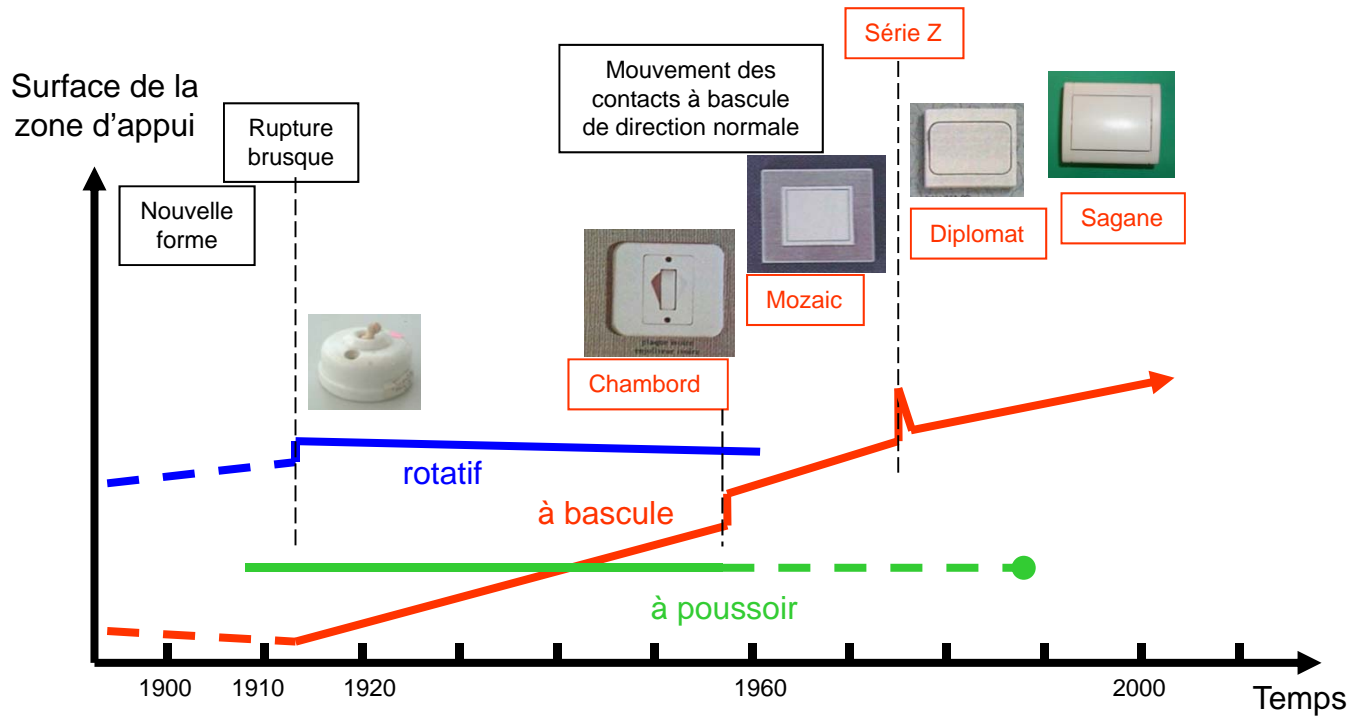 Série Z
Surface de la
zone d'appui
Rupture
brusque
Mouvement des
contacts à bascule
de direction normale
Nouvelle
forme
Diplomat
Sagane
Mozaic
Chambord
rotatif
à bascule
à poussoir
1900
1910
1920
1960
2000
Temps